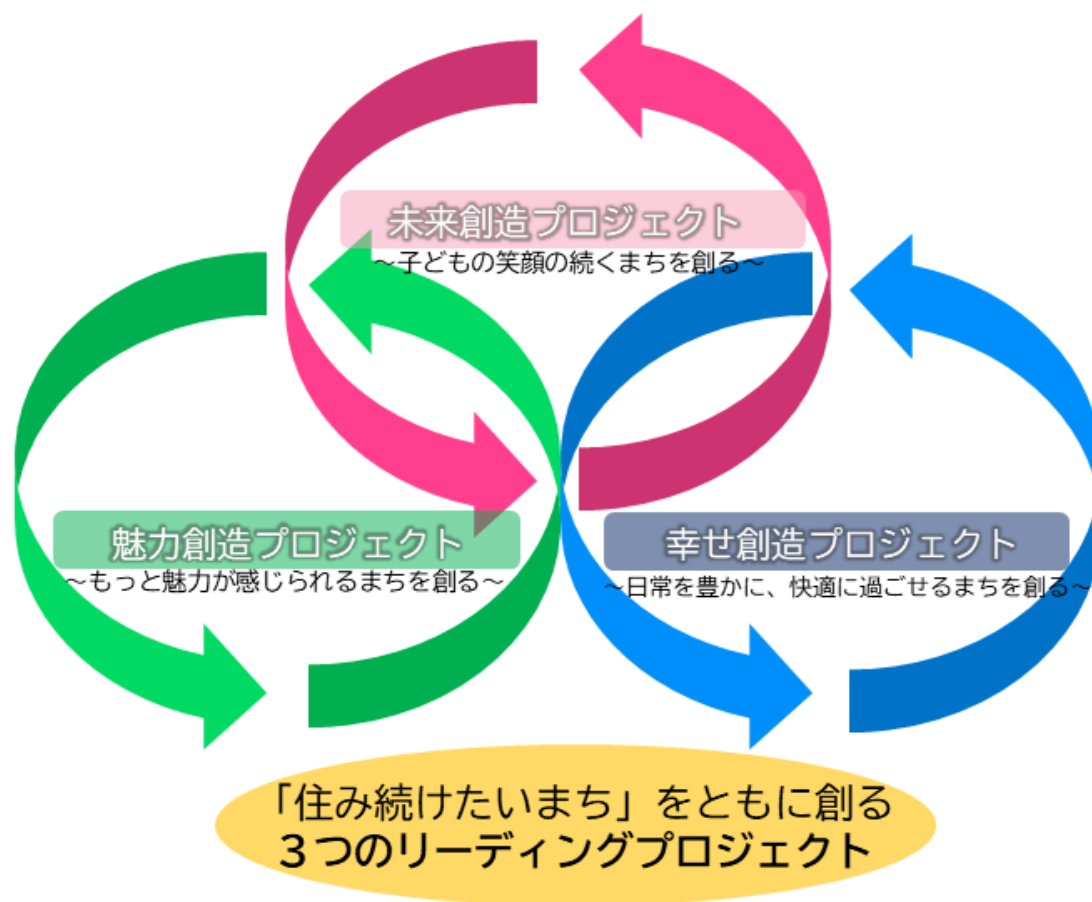 未来創造プロジェクト
～子どもの笑顔の続くまちを創る～
魅力創造プロジェクト
～もっと魅力が感じられるまちを創る～
幸せ創造プロジェクト
～日常を豊かに、快適に過ごせるまちを創る～
「住み続けたいまち」をともに創る
３つのリーディングプロジェクト